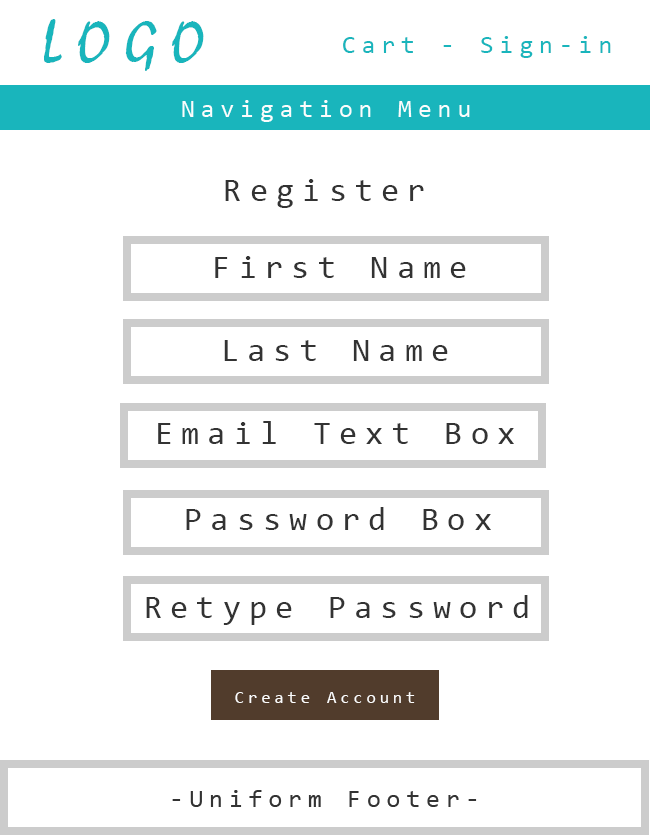 LOGO
Cart - Sign-in
Navigation Menu
Register
First Name
Last Name
Email Text Box
Password Box
Retype Password
Create Account
-Uniform Footer-